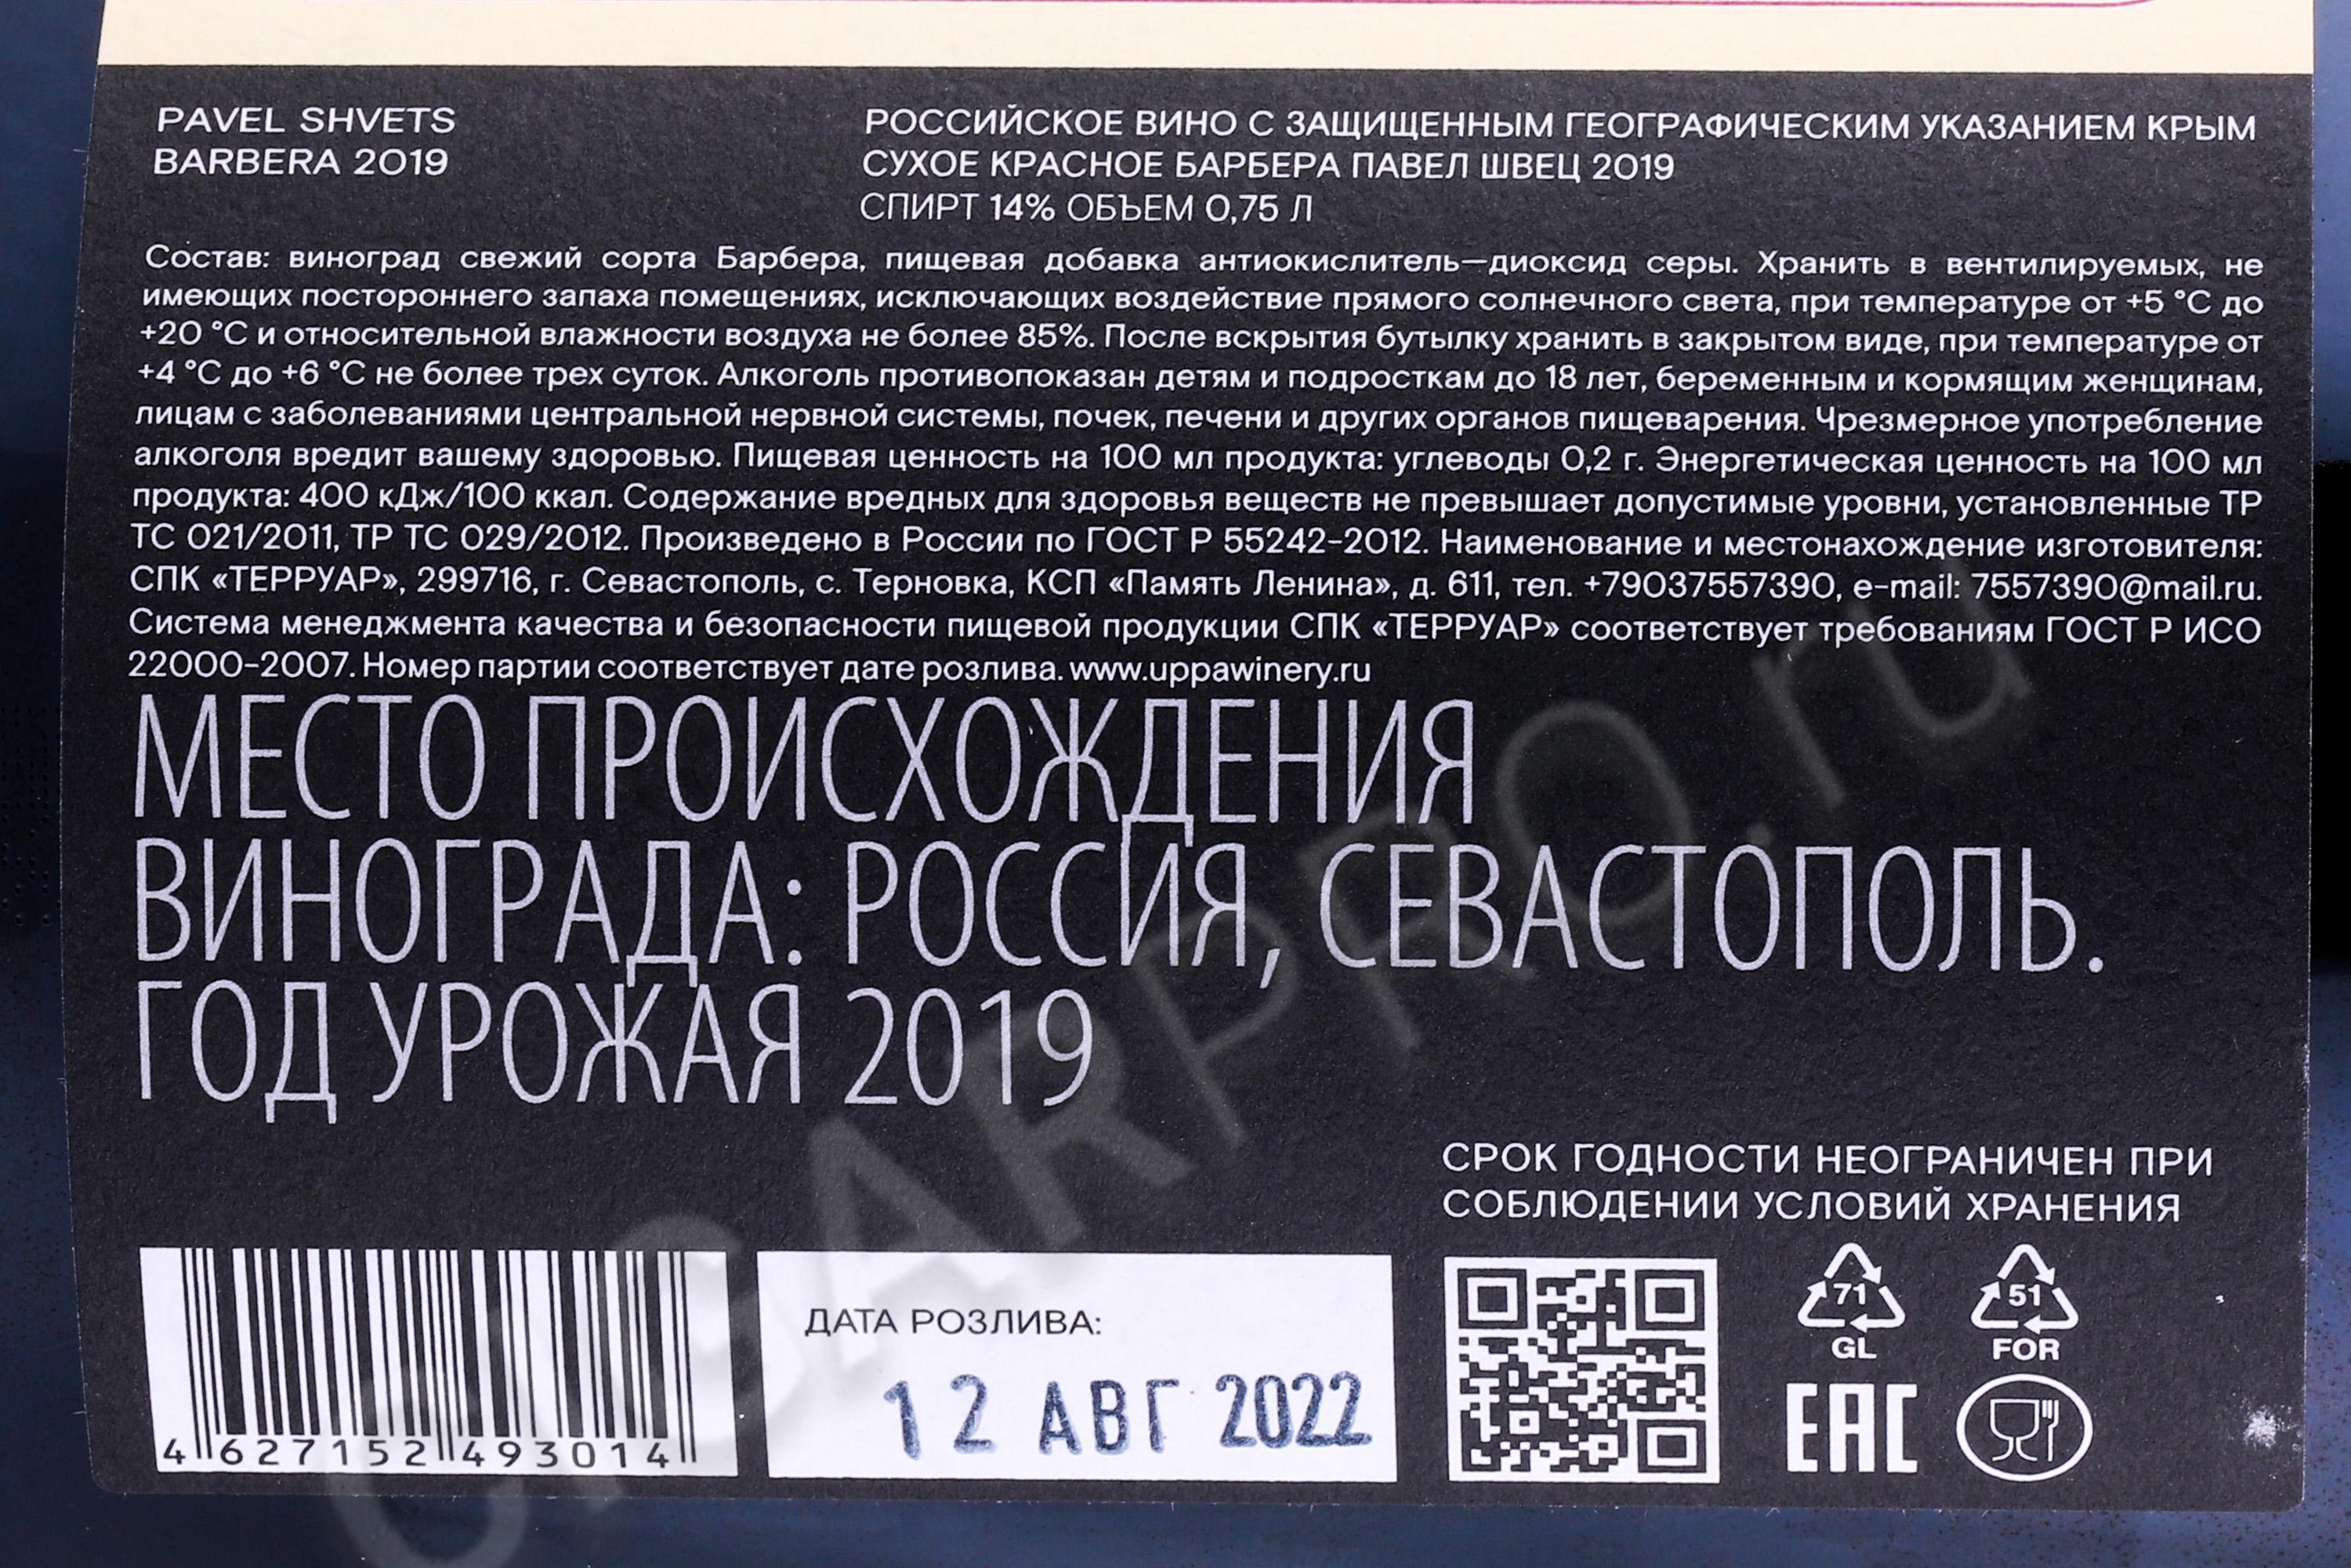 PAVEL SHVETS
BARBERA 2019
РОССИЙСКОЕ ВИНО С ЗАЩИЩЕННЫМ ГЕОГРАФИЧЕСКИМ УКАЗАНИЕМ КРЫМ
СУХОЕ КРАСНОЕ БАРБЕРА ПАВЕЛ ШВЕЦ 2019
СПИРТ 14% ОБЪЕМ 0,75 Л
Состав: виноград свежий сорта Барбера, пищевая добавка антиокислитель—диоксид серы. Хранить в вентилируемых, не
имеющих постороннего запаха помещениях, исключающих воздействие прямого солнечного света, при температуре от +5 °С до
+20 °С и относительной влажности воздуха не более 85%. После вскрытия бутылку хранить в закрытом виде, при температуре от
+4 °С до +6 °С не более трех суток. Алкоголь противопоказан детям и подросткам до 18 лет, беременным и кормящим женщинам,
лицам с заболеваниями центральной нервной системы, почек, печени и других органов пищеварения. Чрезмерное употребление
алкоголя вредит вашему здоровью. Пищевая ценность на 100 мл продукта: углеводы 0,2 г. Энергетическая ценность на 100 мл
продукта: 400 кДж/100 ккал. Содержание вредных для здоровья веществ не превышает допустимые уровни, установленные ТР
ТС 021/2011, ТР ТС 029/2012. Произведено в России по ГОСТ Р 55242-2012. Наименование и местонахождение изготовителя:
СПК «ТЕРРУАР», 299716, г. Севастополь, с. Терновка, КСП «Память Ленина», д. 611, тел. +79037557390, e-mail: 7557390@mail.ru.
Система менеджмента качества и безопасности пищевой продукции СПК «ТЕРРУАР» соответствует требованиям ГОСТ Р ИСО
22000-2007. Номер партии соответствует дате розлива. www.uppawinery.ru
МЕСТО ПРОИСХОЖДЕНИЯ
ВИНОГРАДА: РОССИЯ, СЕВАСТОПОЛЬ.
ГОД УРОЖАЯ 2019
СРОК ГОДНОСТИ НЕОГРАНИЧЕН ПРИ
СОБЛЮДЕНИИ УСЛОВИЙ ХРАНЕНИЯ
4 627152 493014
ДАТА РОЗЛИВА:
12 АВГ 2022
71
GL
51
FOR
EAC
CIGARPRO.ru